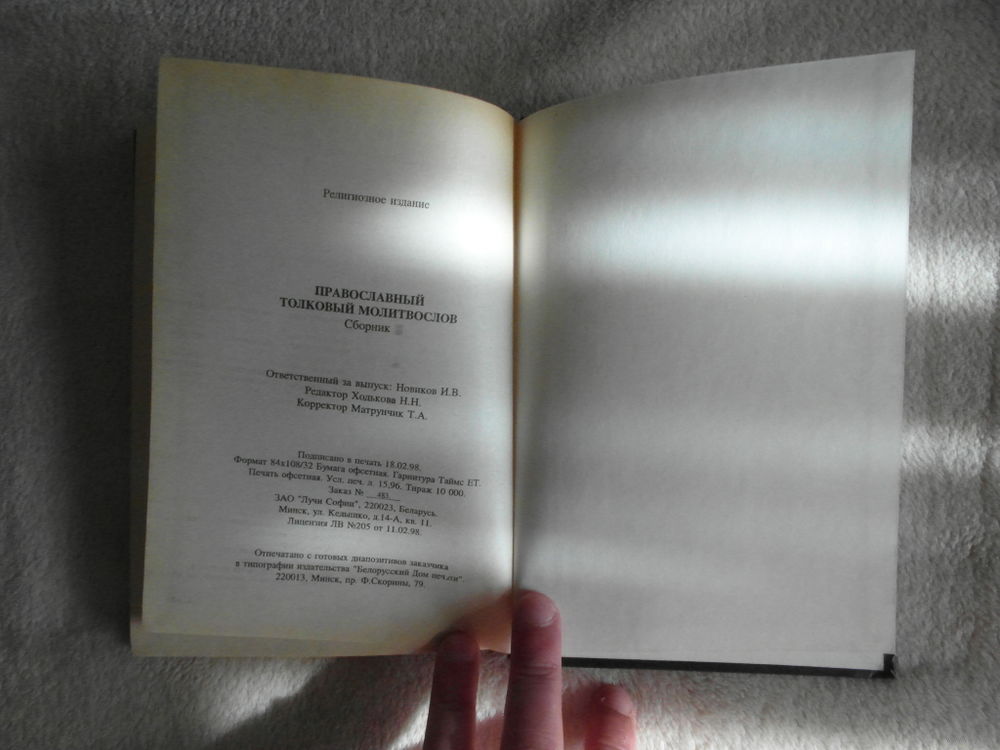 Религиозное издание
ПРАВОСЛАВНЫЙ
ТОЛКОВЫЙ МОЛИТВОСЛОВ
Сборник
Ответственный за выпуск: Новиков И.В.
Редактор Ходькова Н.Н.
Корректор Матрунчик Т.А.
Подписано в печать 18.02.98.
Формат 84x108/32 Бумага офсетная. Гарнитура Таймс ЕТ.
Печать офсетная. Усл. печ. л. 15,96. Тираж 10 000.
Заказ № 483
ЗАО "Лучи Софии", 220023, Беларусь.
Минск, ул. Кедышко, д.14-А, кв. 11.
Лицензия ЛВ №205 от 11.02.98.
Отпечатано с готовых диапозитивов заказчика
в типографии издательства "Белорусский Дом печати".
220013, Минск, пр. Ф.Скорины, 79.